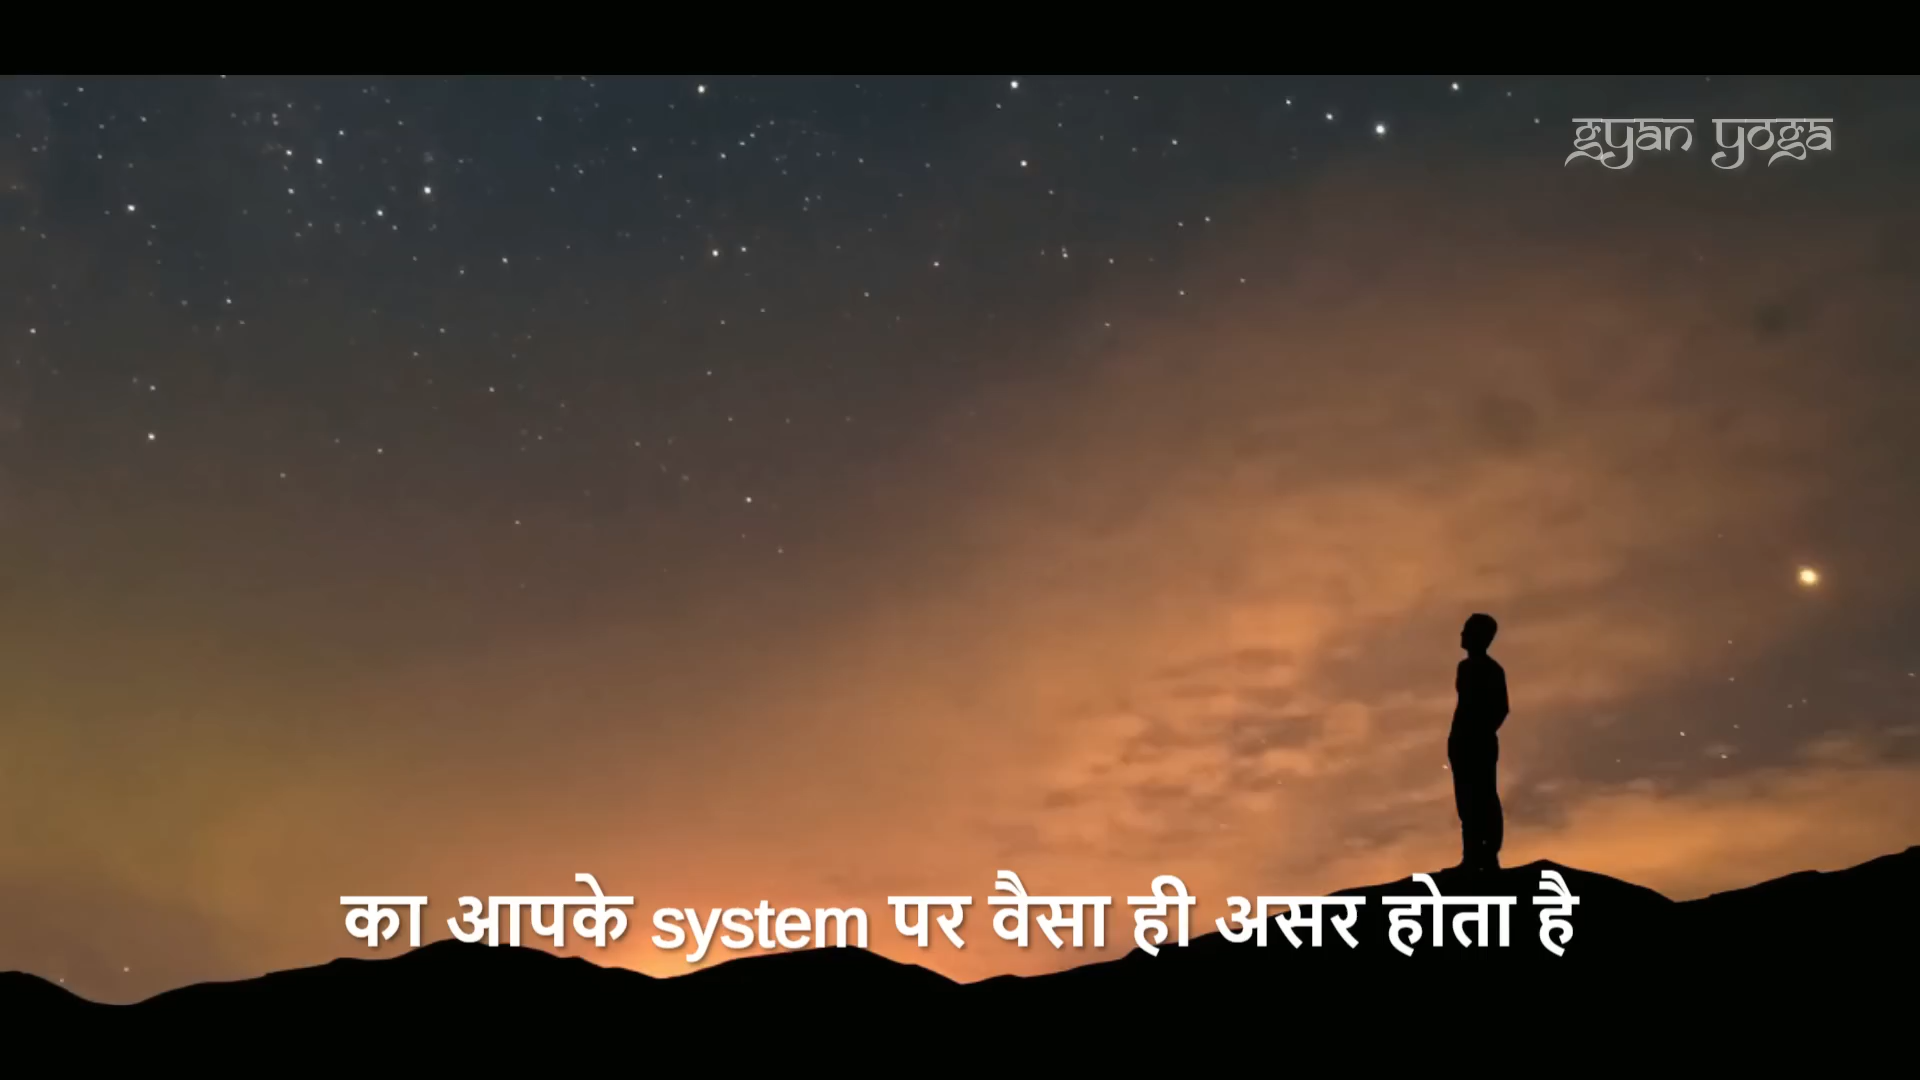 gyan yoga
का आपके system पर वैसा ही असर होता है